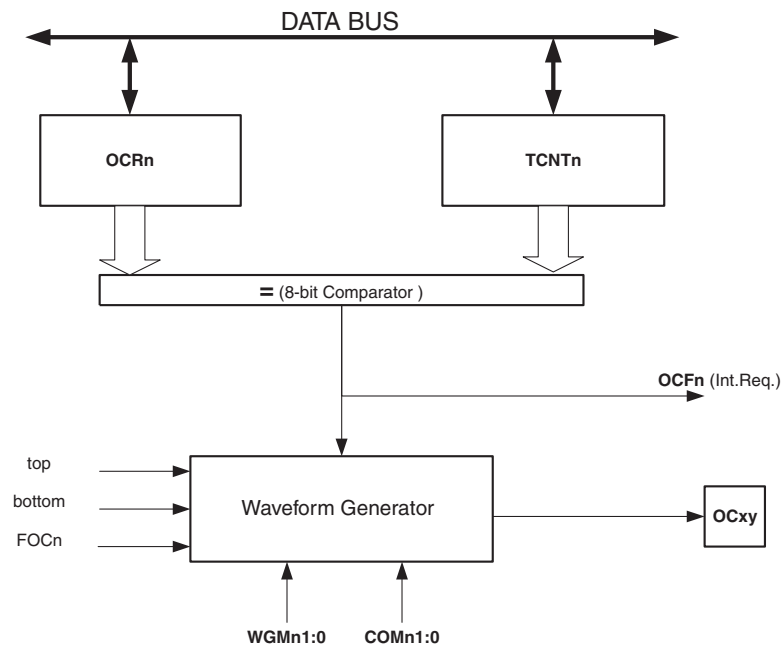 DATA BUS
OCRn
TCNTn
= (8-bit Comparator )
OCFn (Int.Req.)
top
bottom
FOCn
Waveform Generator
OCxy
WGMn1:0
COMn1:0